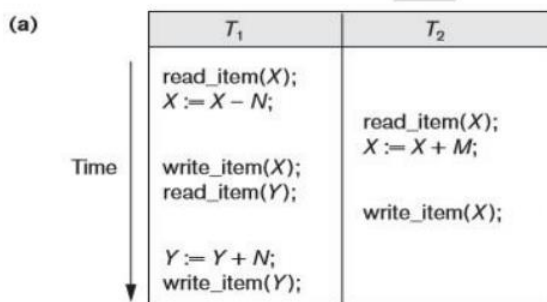 (a)
T₁ T₂
read_item(X);
X := X – N;
read_item(X);
X := X + M;
Time
write_item(X);
read_item(Y);
write_item(X);
Y := Y + N;
write_item(Y);